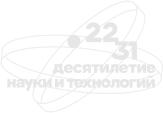 22
31
десятилетие
науки и технологий